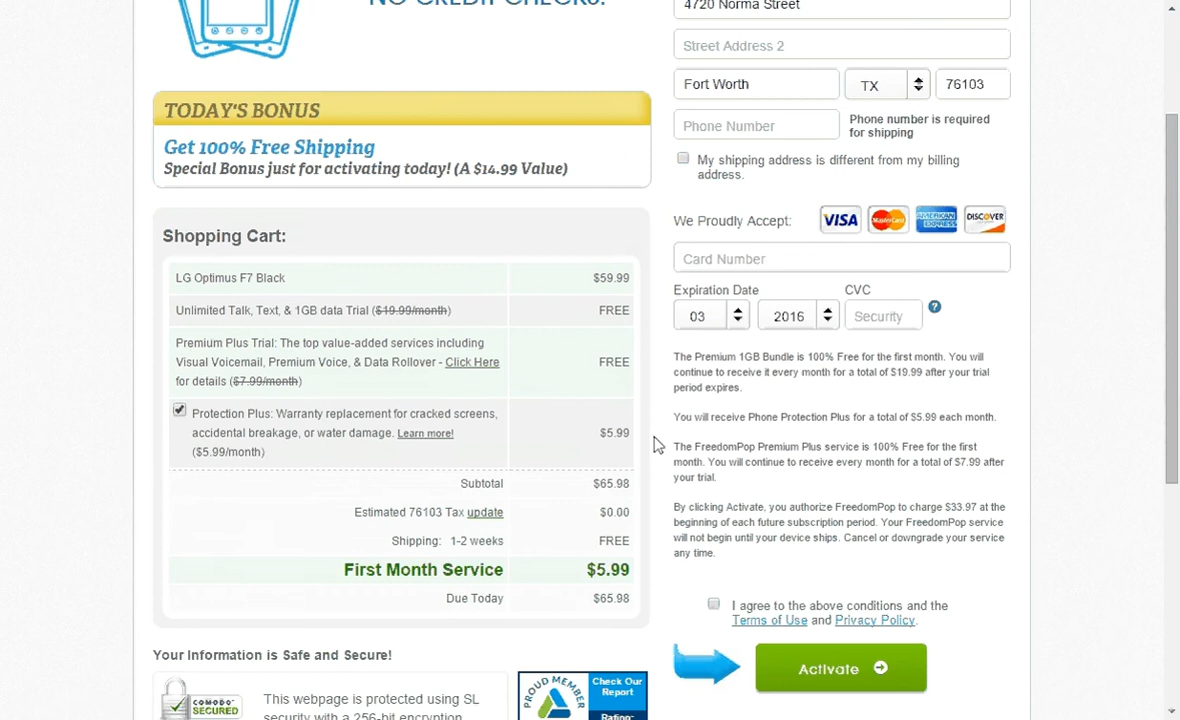 NO CREDIT CHECKS.
TODAY'S BONUS
Get 100% Free Shipping
Special Bonus just for activating today! (A $14.99 Value)
Shopping Cart:
LG Optimus F7 Black $59.99
Unlimited Talk, Text, & 1GB data Trial ($19.99/month) FREE
Premium Plus Trial: The top value-added services including
Visual Voicemail, Premium Voice, & Data Rollover - Click Here FREE
for details ($7.99/month)
Protection Plus: Warranty replacement for cracked screens,
accidental breakage, or water damage. Learn more! $5.99
($5.99/month)
Subtotal $65.98
Estimated 76103 Tax update $0.00
Shipping: 1-2 weeks FREE
First Month Service $5.99
Due Today $65.98
Your Information is Safe and Secure!
COMODO
SECURED
This webpage is protected using SL
security with a 256-bit encryption
PROUD MEMBER
Check Our
Report
Rating:
4720 Norma Street
Street Address 2
Fort Worth TX 76103
Phone Number
Phone number is required
for shipping
My shipping address is different from my billing
address.
We Proudly Accept: VISA MasterCard AMERICAN EXPRESS DISCOVER
Card Number
Expiration Date CVC
03 2016 Security ?
The Premium 1GB Bundle is 100% Free for the first month. You will
continue to receive it every month for a total of $19.99 after your trial
period expires.
You will receive Phone Protection Plus for a total of $5.99 each month.
The FreedomPop Premium Plus service is 100% Free for the first
month. You will continue to receive every month for a total of $7.99 after
your trial.
By clicking Activate, you authorize FreedomPop to charge $33.97 at the
beginning of each future subscription period. Your FreedomPop service
will not begin until your device ships. Cancel or downgrade your service
any time.
I agree to the above conditions and the
Terms of Use and Privacy Policy.
Activate